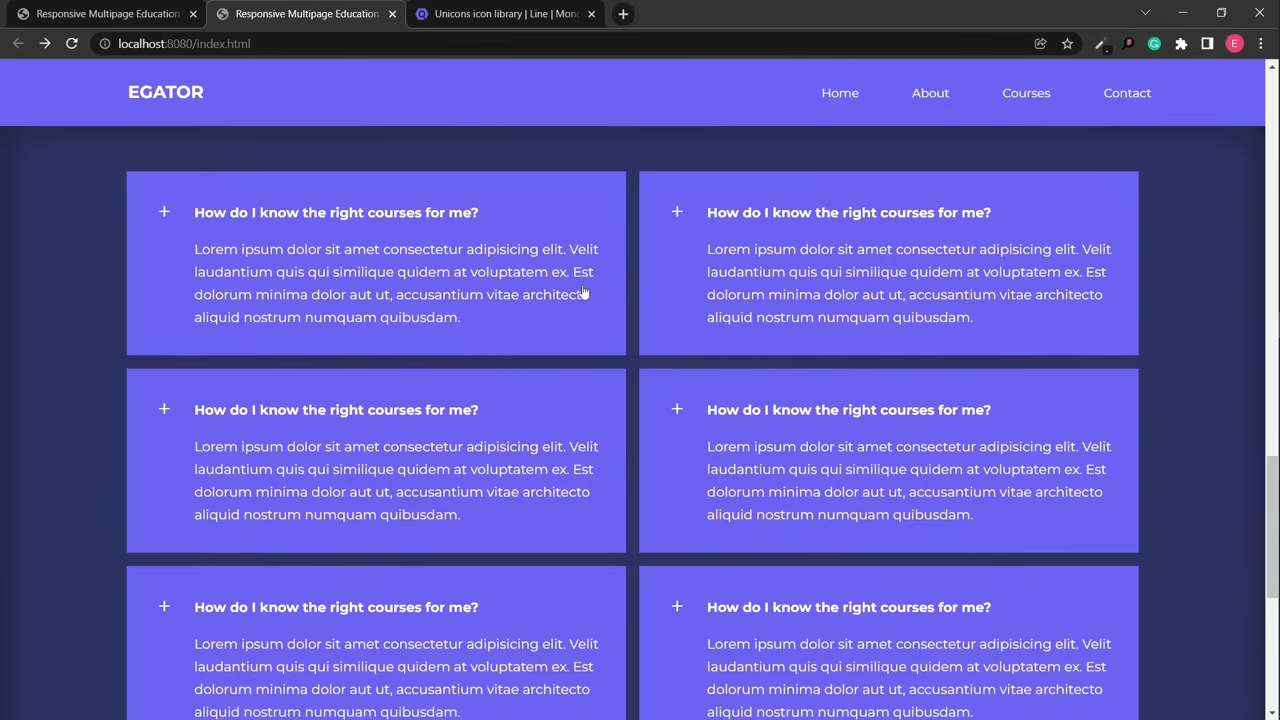 Responsive Multipage Education
Responsive Multipage Education
Unicons icon library | Line | Mon
localhost:8080/index.html
E
EGATOR
Home
About
Courses
Contact
+ How do I know the right courses for me?
Lorem ipsum dolor sit amet consectetur adipisicing elit. Velit
laudantium quis qui similique quidem at voluptatem ex. Est
dolorum minima dolor aut ut, accusantium vitae architecto
aliquid nostrum numquam quibusdam.
+ How do I know the right courses for me?
Lorem ipsum dolor sit amet consectetur adipisicing elit. Velit
laudantium quis qui similique quidem at voluptatem ex. Est
dolorum minima dolor aut ut, accusantium vitae architecto
aliquid nostrum numquam quibusdam.
+ How do I know the right courses for me?
Lorem ipsum dolor sit amet consectetur adipisicing elit. Velit
laudantium quis qui similique quidem at voluptatem ex. Est
dolorum minima dolor aut ut, accusantium vitae architecto
aliquid nostrum numquam quibusdam.
+ How do I know the right courses for me?
Lorem ipsum dolor sit amet consectetur adipisicing elit. Velit
laudantium quis qui similique quidem at voluptatem ex. Est
dolorum minima dolor aut ut, accusantium vitae architecto
aliquid nostrum numquam quibusdam.
+ How do I know the right courses for me?
Lorem ipsum dolor sit amet consectetur adipisicing elit. Velit
laudantium quis qui similique quidem at voluptatem ex. Est
dolorum minima dolor aut ut, accusantium vitae architecto
aliquid nostrum numquam quibusdam.
+ How do I know the right courses for me?
Lorem ipsum dolor sit amet consectetur adipisicing elit. Velit
laudantium quis qui similique quidem at voluptatem ex. Est
dolorum minima dolor aut ut, accusantium vitae architecto
aliquid nostrum numquam quibusdam.